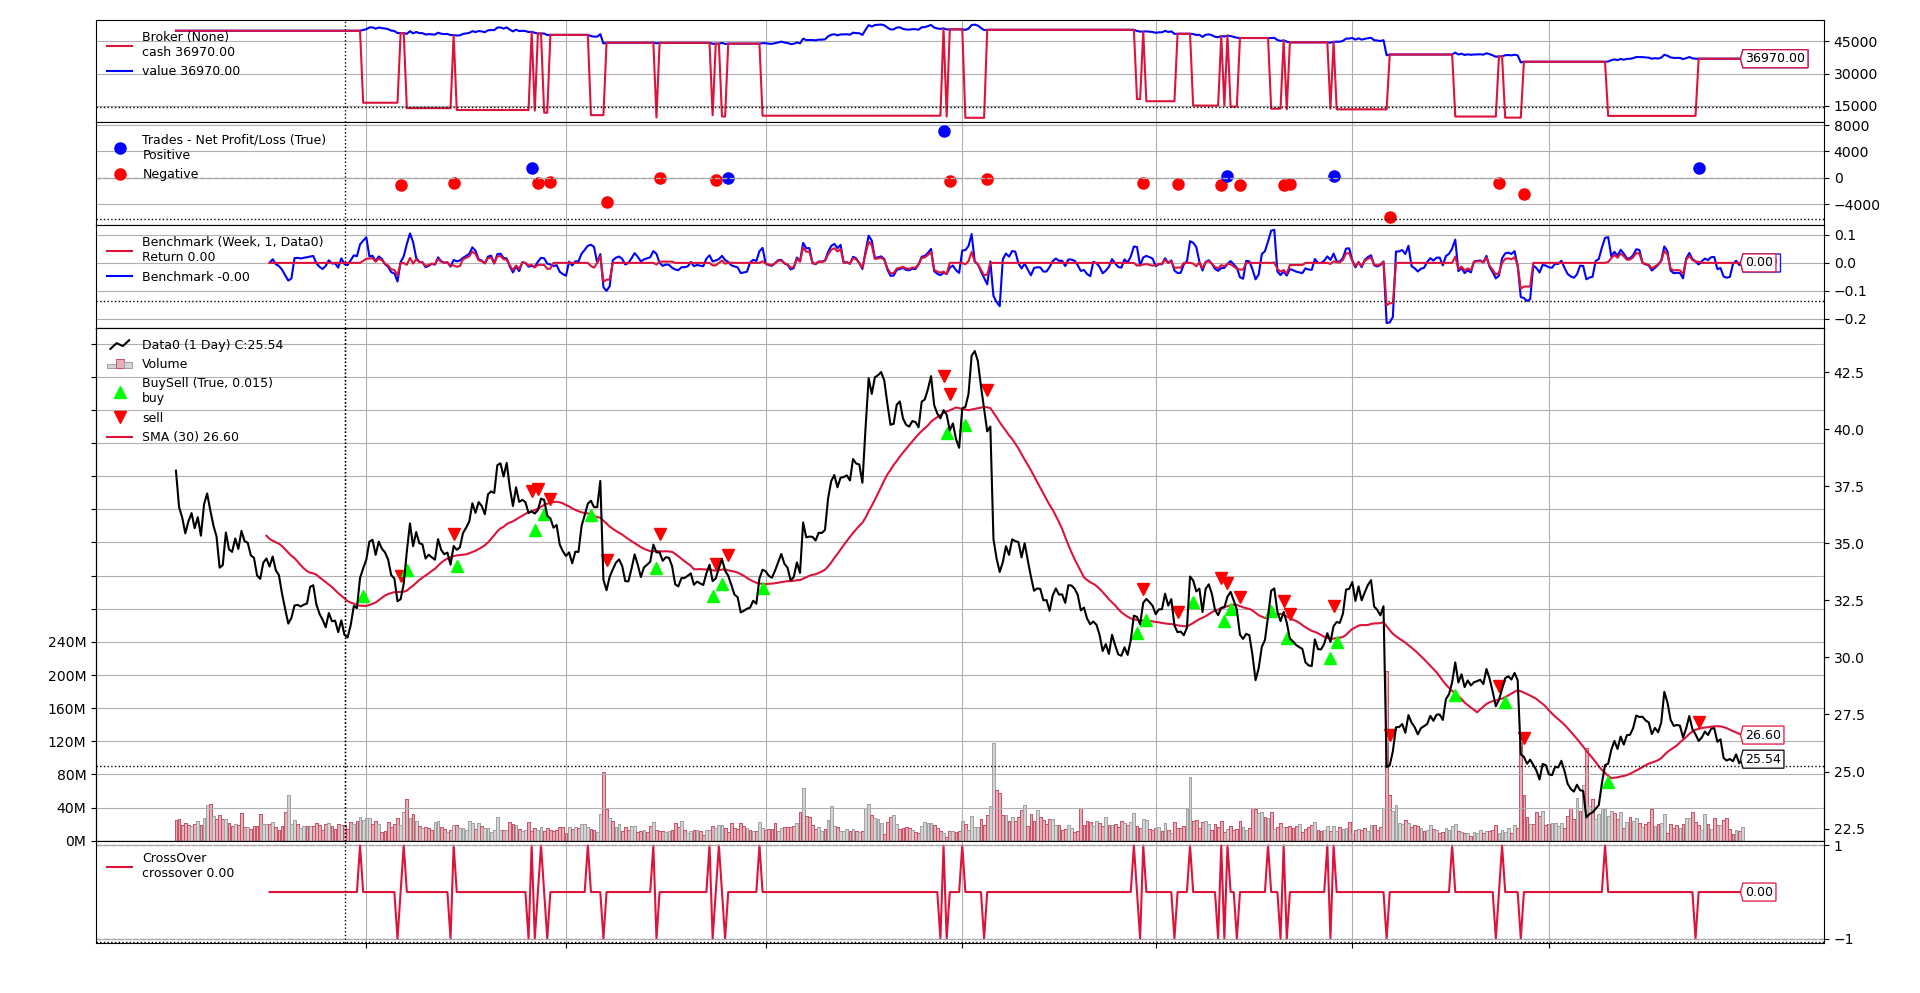 Broker (None)
cash 36970.00
value 36970.00
45000
36970.00
30000
15000
Trades - Net Profit/Loss (True)
Positive
Negative
8000
4000
0
−4000
Benchmark (Week, 1, Data0)
Return 0.00
Benchmark -0.00
0.1
0.00
0.0
−0.1
−0.2
Data0 (1 Day) C:25.54
Volume
BuySell (True, 0.015)
buy
sell
SMA (30) 26.60
42.5
40.0
37.5
35.0
32.5
30.0
27.5
25.0
22.5
26.60
25.54
240M
200M
160M
120M
80M
40M
0M
CrossOver
crossover 0.00
1
0.00
−1